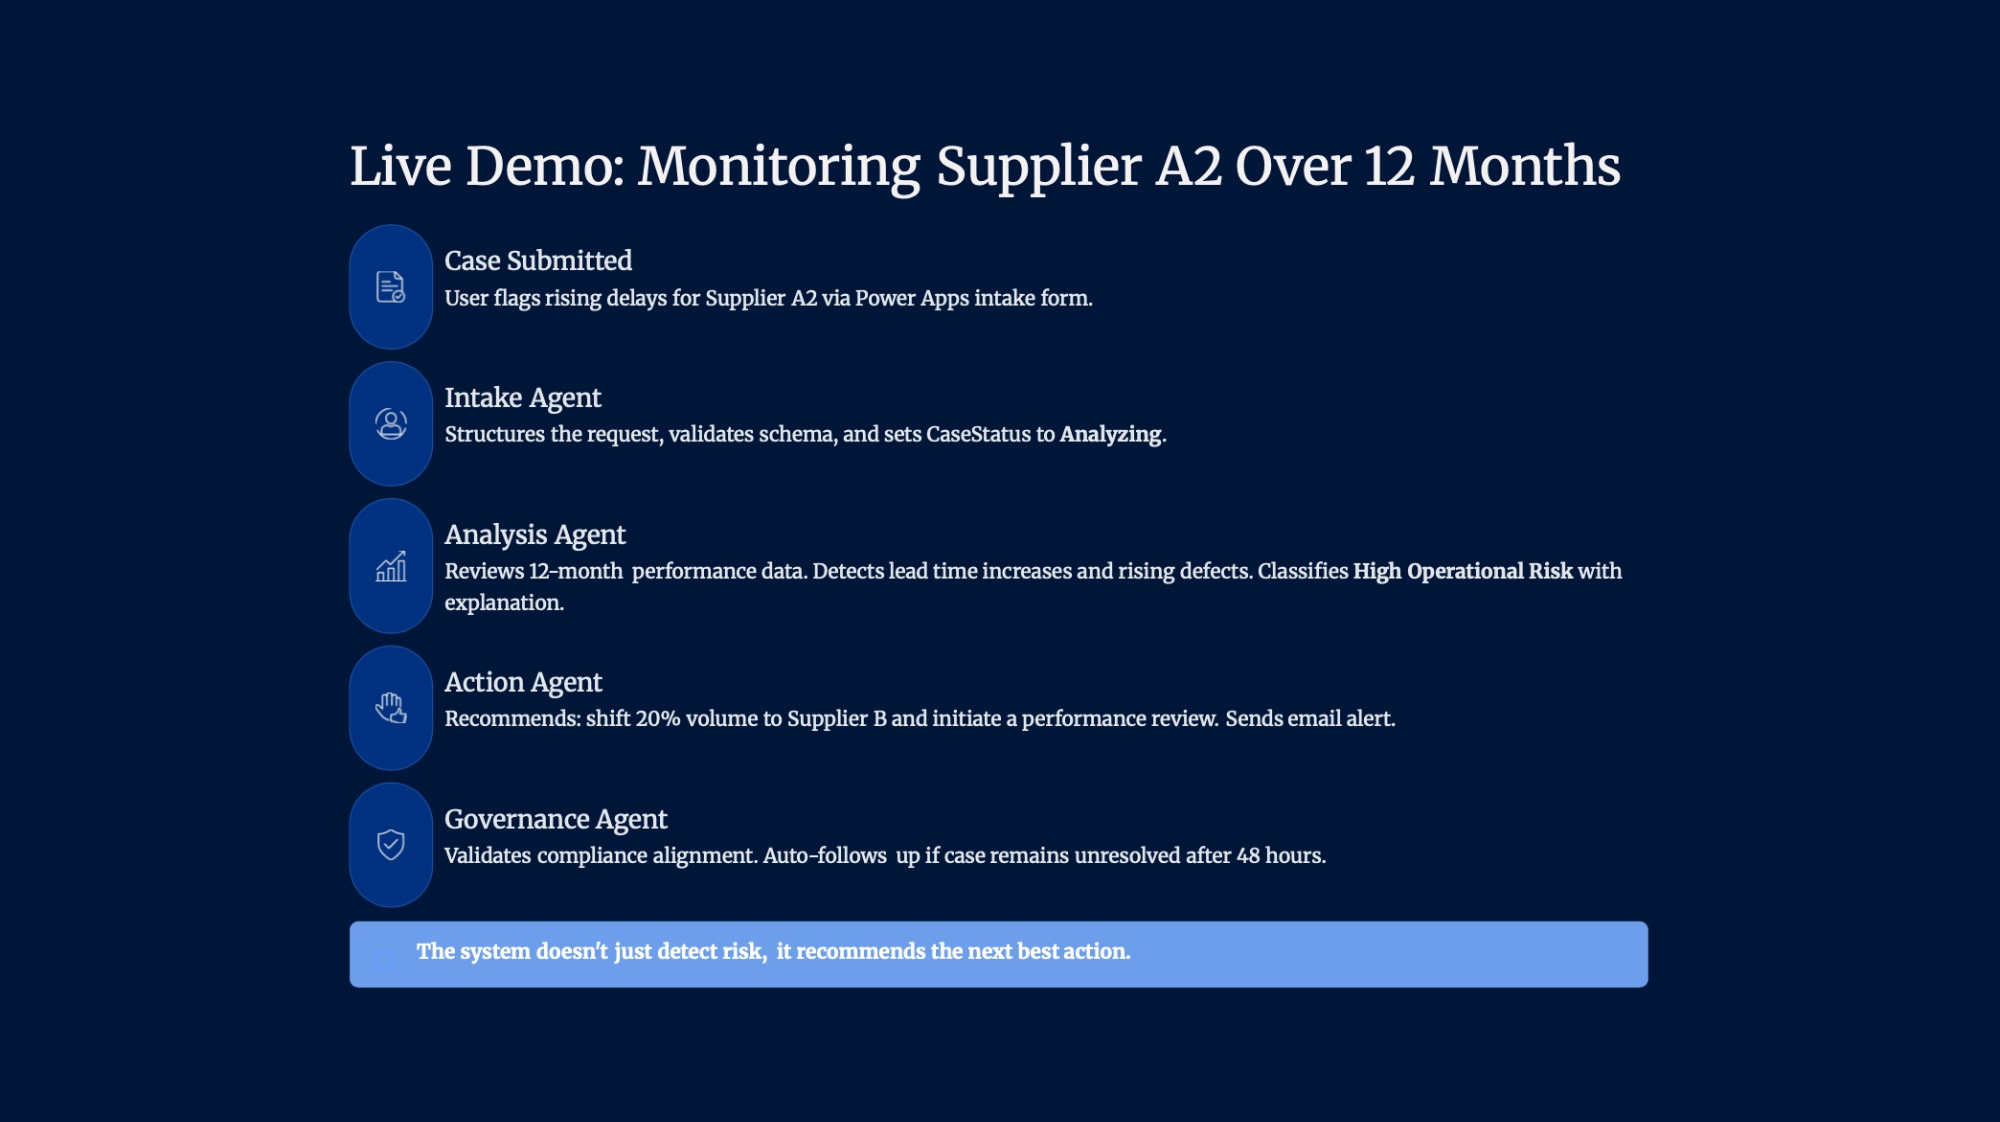 Live Demo: Monitoring Supplier A2 Over 12 Months
Case Submitted
User flags rising delays for Supplier A2 via Power Apps intake form.
Intake Agent
Structures the request, validates schema, and sets CaseStatus to Analyzing.
Analysis Agent
Reviews 12-month performance data. Detects lead time increases and rising defects. Classifies High Operational Risk with
explanation.
Action Agent
Recommends: shift 20% volume to Supplier B and initiate a performance review. Sends email alert.
Governance Agent
Validates compliance alignment. Auto-follows up if case remains unresolved after 48 hours.
The system doesn't just detect risk, it recommends the next best action.